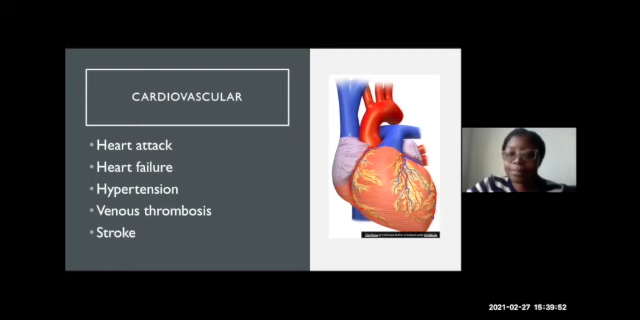 CARDIOVASCULAR
Heart attack
Heart failure
Hypertension
Venous thrombosis
Stroke
2021-02-27 15:39:52